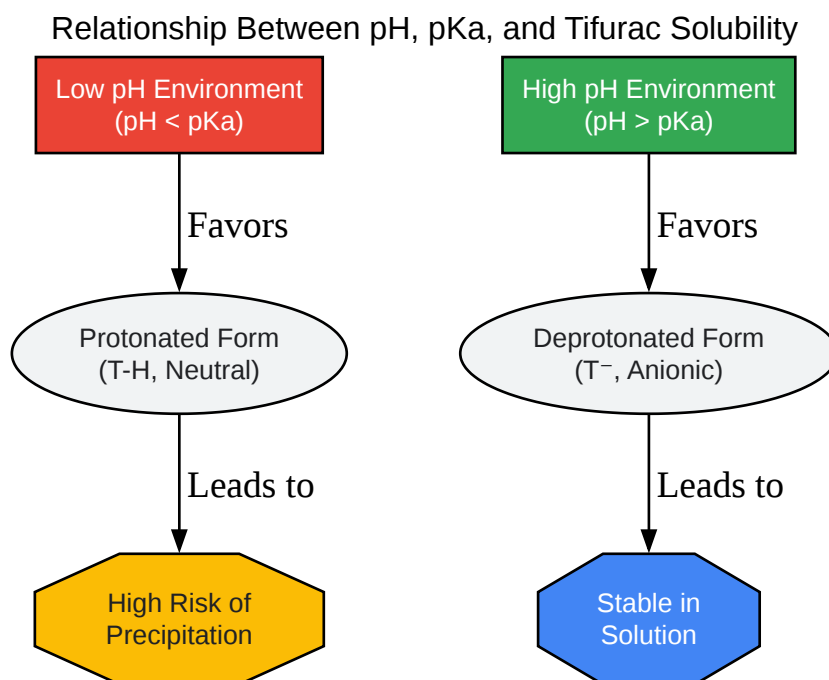 Relationship Between pH, pKa, and Tifurac Solubility
Low pH Environment
(pH < pKa)
Favors
Protonated Form
(T-H, Neutral)
Leads to
High Risk of
Precipitation
High pH Environment
(pH > pKa)
Favors
Deprotonated Form
(T⁻, Anionic)
Leads to
Stable in
Solution